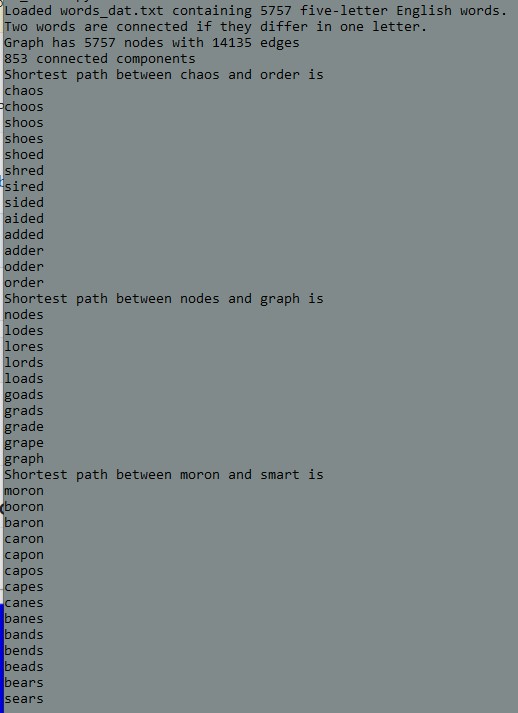 Loaded words_dat.txt containing 5757 five-letter English words.
Two words are connected if they differ in one letter.
Graph has 5757 nodes with 14135 edges
853 connected components
Shortest path between chaos and order is
chaos
choos
shoos
shoes
shoed
shred
sired
sided
aided
added
adder
odder
order
Shortest path between nodes and graph is
nodes
lodes
lores
lords
loads
goads
grads
grade
grape
graph
Shortest path between moron and smart is
moron
boron
baron
caron
capon
capos
capes
canes
banes
bands
bends
beads
bears
sears